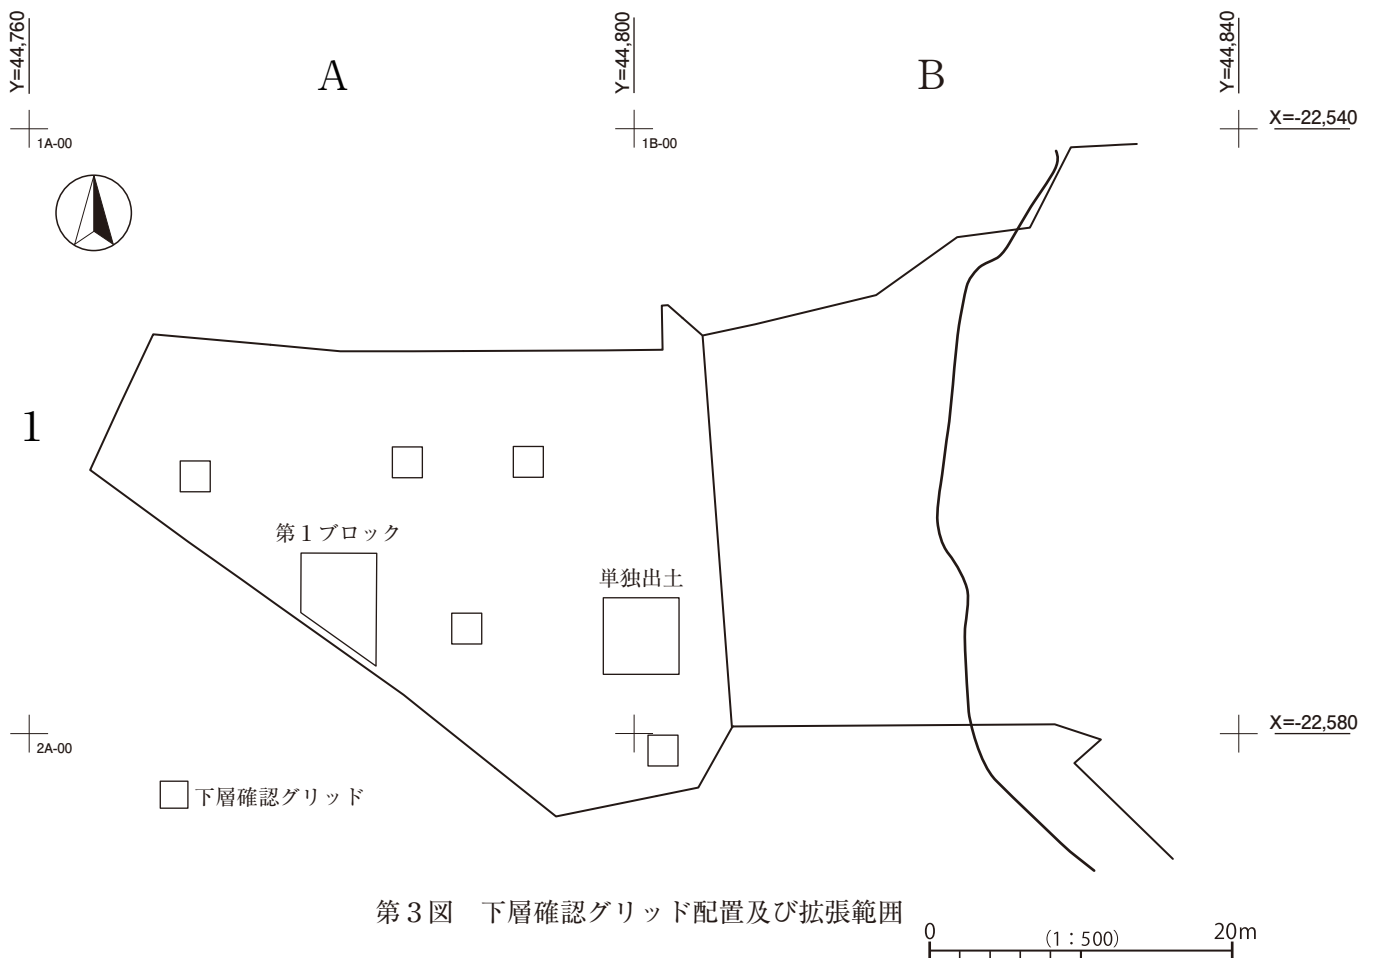 Y=44,760
Y=44,800
Y=44,840
A
B
X=-22,540
1A-00
1B-00
1
第1ブロック
単独出土
X=-22,580
2A-00
下層確認グリッド
第3図　下層確認グリッド配置及び拡張範囲
0 (1：500) 20m